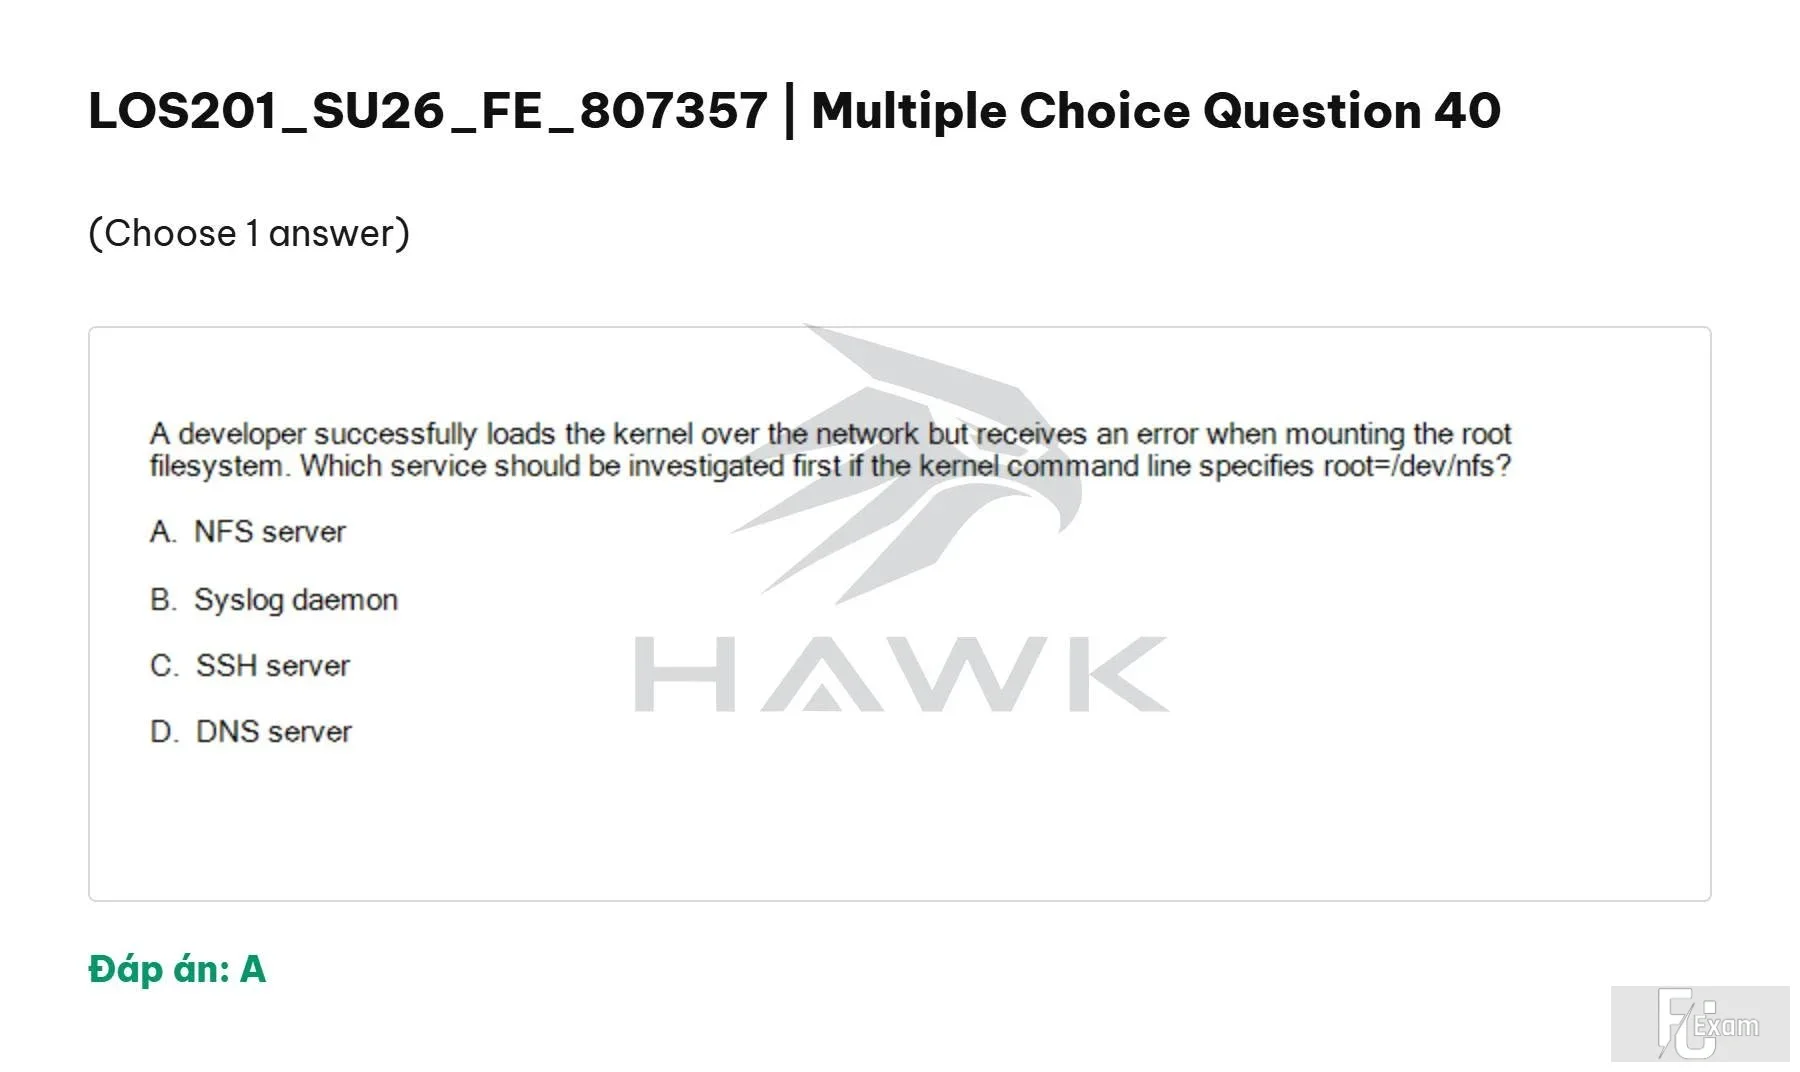 LOS201_SU26_FE_807357 | Multiple Choice Question 40
(Choose 1 answer)
A developer successfully loads the kernel over the network but receives an error when mounting the root
filesystem. Which service should be investigated first if the kernel command line specifies root=/dev/nfs?
A. NFS server
B. Syslog daemon
C. SSH server
D. DNS server
HAWK
Đáp án: A
FU Exam